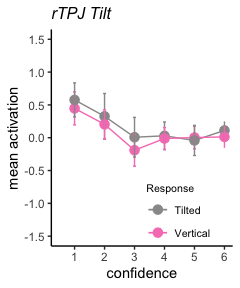 rTPJ Tilt
mean activation
1.5
1.0
0.5
0.0
-0.5
-1.0
-1.5
Response
Tilted
Vertical
1 2 3 4 5 6
confidence